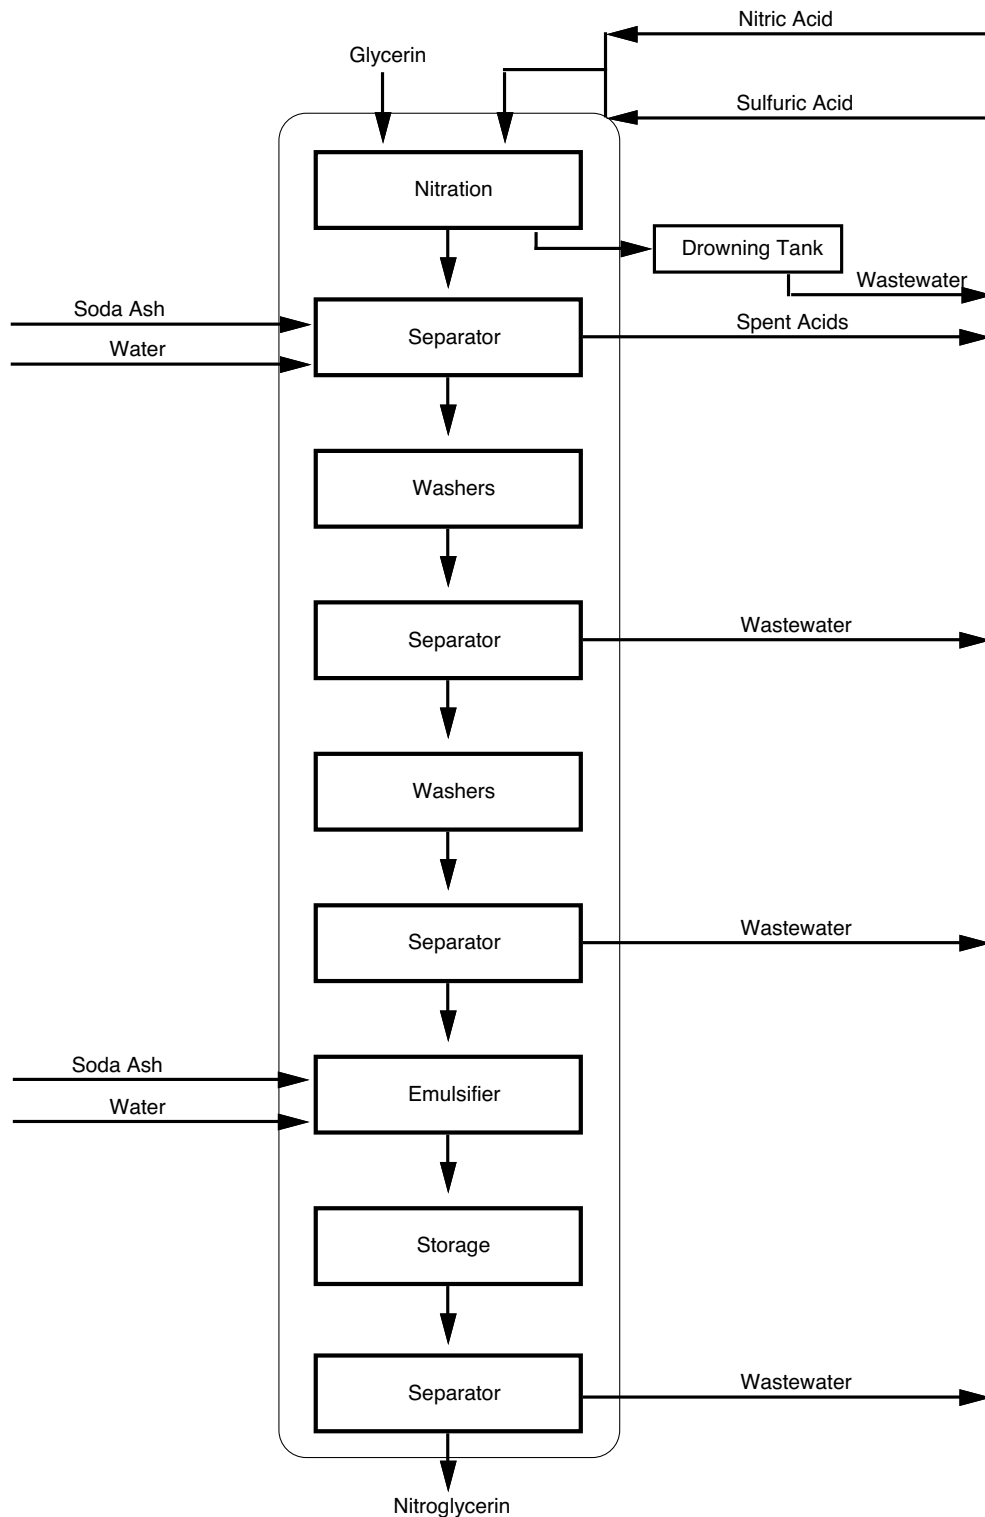 Nitric Acid
Glycerin
Sulfuric Acid
Nitration
Drowning Tank
Wastewater
Soda Ash
Spent Acids
Separator
Water
Washers
Separator
Wastewater
Washers
Separator
Wastewater
Soda Ash
Emulsifier
Water
Storage
Separator
Wastewater
Nitroglycerin